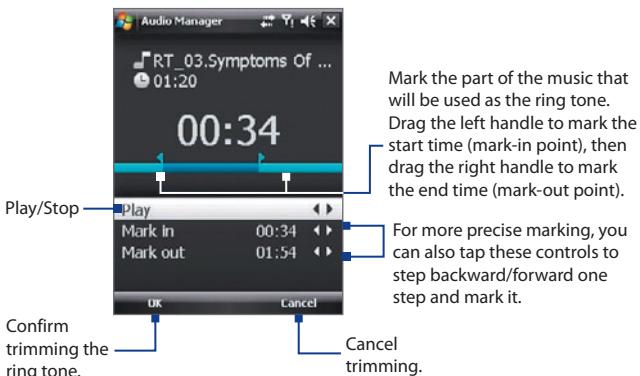 Audio Manager
RT_03.Symptoms Of ...
01:20
00:34
Mark the part of the music that
will be used as the ring tone.
Drag the left handle to mark the
start time (mark-in point), then
drag the right handle to mark
the end time (mark-out point).
Play/Stop
Play
Mark in 00:34
Mark out 01:54
For more precise marking, you
can also tap these controls to
step backward/forward one
step and mark it.
OK Cancel
Confirm
trimming the
ring tone.
Cancel
trimming.